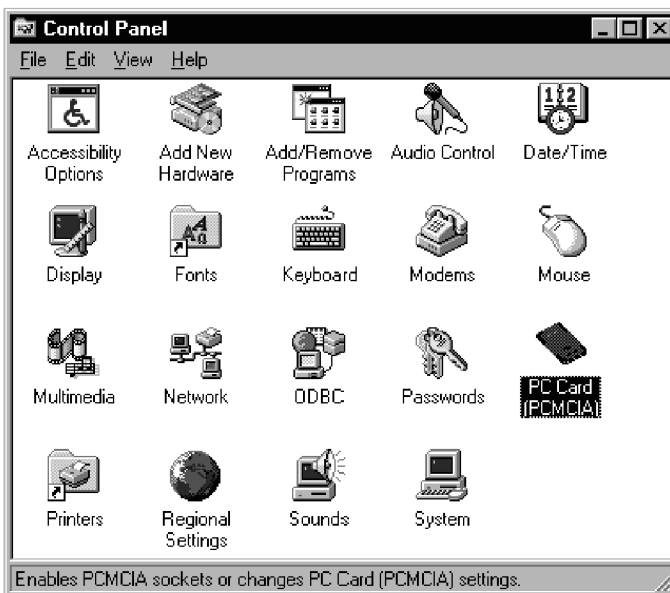 Control Panel
File Edit View Help
Accessibility Options
Add New Hardware
Add/Remove Programs
Audio Control
Date/Time
Display
Fonts
Keyboard
Modems
Mouse
Multimedia
Network
ODBC
Passwords
PC Card (PCMCIA)
Printers
Regional Settings
Sounds
System
Enables PCMCIA sockets or changes PC Card (PCMCIA) settings.